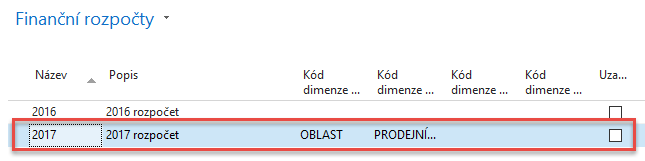 Finanční rozpočty
Název Popis Kód dimenze ... Kód dimenze ... Kód dimenze ... Kód dimenze ... Uza...
2016 2016 rozpočet
2017 2017 rozpočet OBLAST PRODEJNÍ...